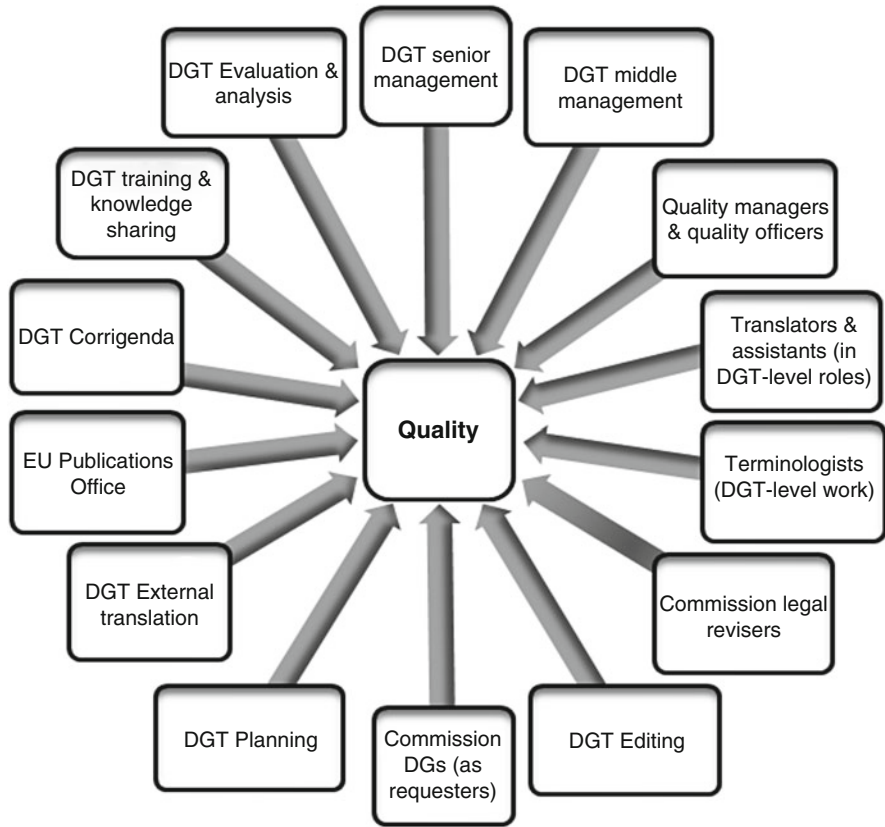 DGT senior
management
DGT middle
management
Quality managers
& quality officers
Translators &
assistants (in
DGT-level roles)
Terminologists
(DGT-level work)
Commission legal
revisers
DGT Editing
Commission
DGs (as
requesters)
DGT Planning
DGT External
translation
EU Publications
Office
DGT Corrigenda
DGT training &
knowledge
sharing
DGT Evaluation &
analysis
Quality